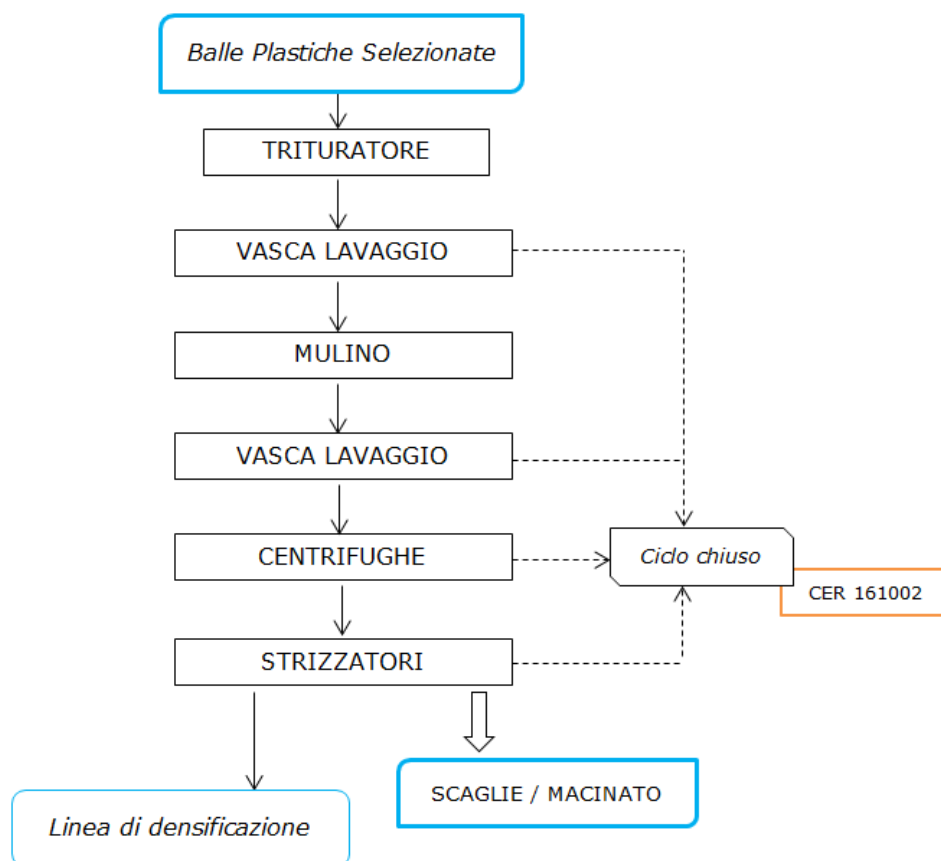 Balle Plastiche Selezionate
TRITURATORE
VASCA LAVAGGIO
MULINO
VASCA LAVAGGIO
CENTRIFUGHE
Ciclo chiuso
CER 161002
STRIZZATORI
SCAGLIE / MACINATO
Linea di densificazione